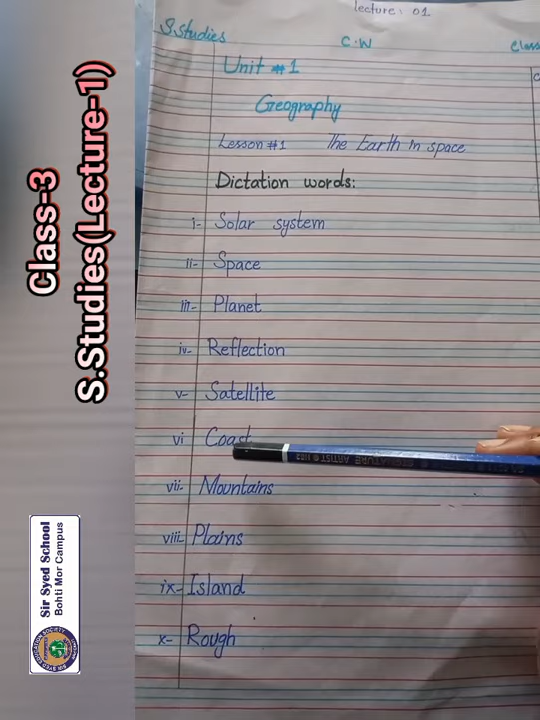 lecture: 01
S.Studies C.W Class
Unit #1
Geography
Lesson #1 The Earth in space
Dictation words:
i- Solar system
ii- Space
iii- Planet
iv- Reflection
v- Satellite
vi Coast
vii- Mountains
viii- Plains
ix- Island
x- Rough
Class-3
S.Studies(Lecture-1)
Sir Syed School
Bohti Mor Campus